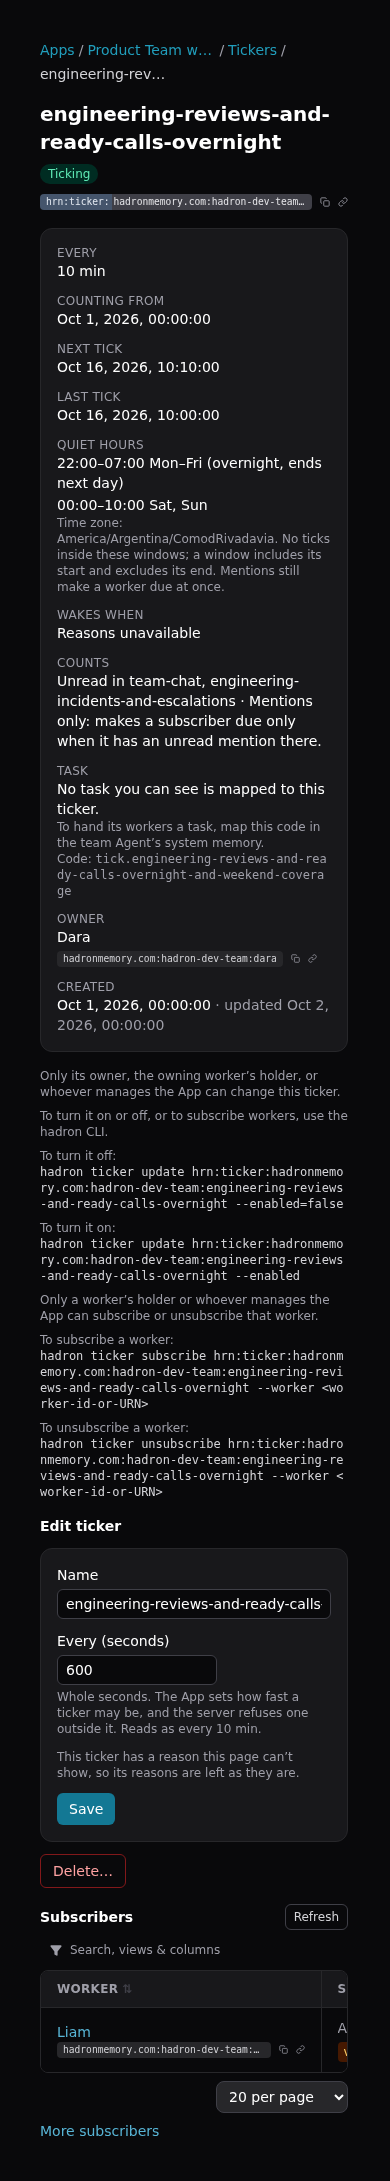 Apps / Product Team w… / Tickers /
engineering-rev…
engineering-reviews-and-
ready-calls-overnight
Ticking
hrn:ticker: hadronmemory.com:hadron-dev-team…
EVERY
10 min
COUNTING FROM
Oct 1, 2026, 00:00:00
NEXT TICK
Oct 16, 2026, 10:10:00
LAST TICK
Oct 16, 2026, 10:00:00
QUIET HOURS
22:00–07:00 Mon–Fri (overnight, ends
next day)
00:00–10:00 Sat, Sun
Time zone:
America/Argentina/ComodRivadavia. No ticks
inside these windows; a window includes its
start and excludes its end. Mentions still
make a worker due at once.
WAKES WHEN
Reasons unavailable
COUNTS
Unread in team-chat, engineering-
incidents-and-escalations · Mentions
only: makes a subscriber due only
when it has an unread mention there.
TASK
No task you can see is mapped to this
ticker.
To hand its workers a task, map this code in
the team Agent’s system memory.
Code: tick.engineering-reviews-and-rea
dy-calls-overnight-and-weekend-covera
ge
OWNER
Dara
hadronmemory.com:hadron-dev-team:dara
CREATED
Oct 1, 2026, 00:00:00 · updated Oct 2,
2026, 00:00:00
Only its owner, the owning worker’s holder, or
whoever manages the App can change this ticker.
To turn it on or off, or to subscribe workers, use the
hadron CLI.
To turn it off:
hadron ticker update hrn:ticker:hadronmemo
ry.com:hadron-dev-team:engineering-reviews
-and-ready-calls-overnight --enabled=false
To turn it on:
hadron ticker update hrn:ticker:hadronmemo
ry.com:hadron-dev-team:engineering-reviews
-and-ready-calls-overnight --enabled
Only a worker’s holder or whoever manages the
App can subscribe or unsubscribe that worker.
To subscribe a worker:
hadron ticker subscribe hrn:ticker:hadronm
emory.com:hadron-dev-team:engineering-revi
ews-and-ready-calls-overnight --worker <wo
rker-id-or-URN>
To unsubscribe a worker:
hadron ticker unsubscribe hrn:ticker:hadro
nmemory.com:hadron-dev-team:engineering-re
views-and-ready-calls-overnight --worker <
worker-id-or-URN>
Edit ticker
Name
engineering-reviews-and-ready-calls-
Every (seconds)
600
Whole seconds. The App sets how fast a
ticker may be, and the server refuses one
outside it. Reads as every 10 min.
This ticker has a reason this page can’t
show, so its reasons are left as they are.
Save
Delete…
Subscribers
Refresh
Search, views & columns
WORKER
Liam
hadronmemory.com:hadron-dev-team:…
20 per page
More subscribers